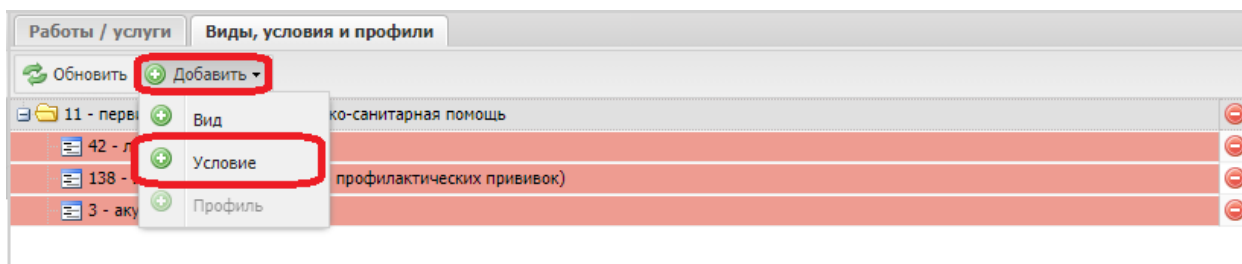 Работы / услуги Виды, условия и профили
Обновить Добавить
11 - перв ко-санитарная помощь
Вид
42 - л
Условие
138 - профилактических прививок)
3 - аку
Профиль